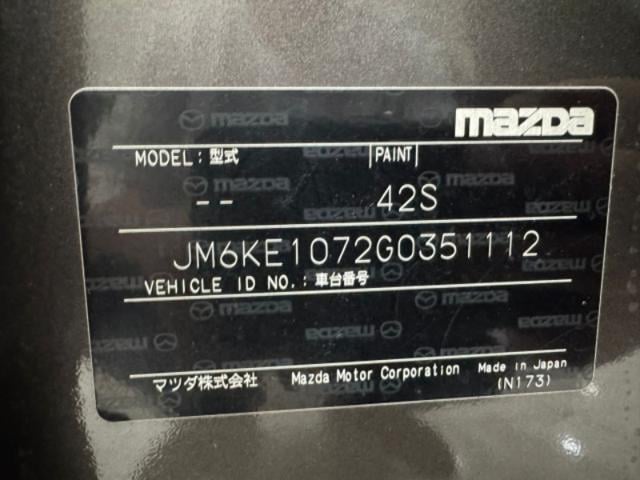 mazda
MODEL: 型式 PAINT
-- 42S
JM6KE1072G0351112
VEHICLE ID NO.: 車台番号
マツダ株式会社 Mazda Motor Corporation Made in Japan
(N173)